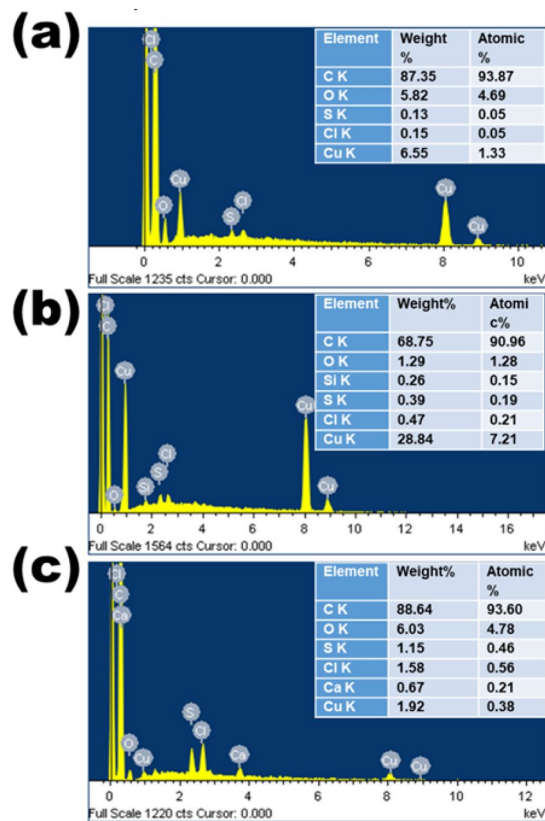 (a)
Cl
C
O
Cu
S
Cl
Cu
Cu
Element Weight % Atomic %
C K 87.35 93.87
O K 5.82 4.69
S K 0.13 0.05
Cl K 0.15 0.05
Cu K 6.55 1.33
0 2 4 6 8 10
Full Scale 1235 cts Cursor: 0.000 keV
(b)
Cl
C
Cu
O
Si
S
Cl
Cu
Cu
Element Weight% Atomi
c%
C K 68.75 90.96
O K 1.29 1.28
Si K 0.26 0.15
S K 0.39 0.19
Cl K 0.47 0.21
Cu K 28.84 7.21
0 2 4 6 8 10 12 14 16
Full Scale 1564 cts Cursor: 0.000 keV
(c)
Cl
C
Ca
O
Cu
S
Cl
Ca
Cu
Cu
Element Weight% Atomic
%
C K 88.64 93.60
O K 6.03 4.78
S K 1.15 0.46
Cl K 1.58 0.56
Ca K 0.67 0.21
Cu K 1.92 0.38
0 2 4 6 8 10 12
Full Scale 1220 cts Cursor: 0.000 keV